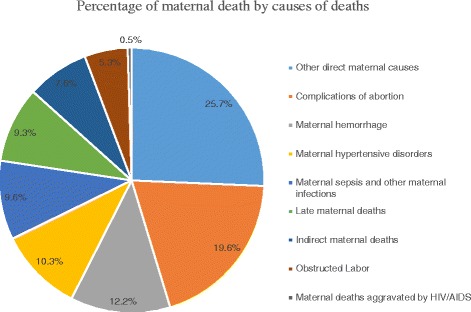 Percentage of maternal death by causes of deaths
0.5%
5.3%
7.6%
9.3%
9.6%
10.3%
12.2%
19.6%
25.7%
Other direct maternal causes
Complications of abortion
Maternal hemorrhage
Maternal hypertensive disorders
Maternal sepsis and other maternal
infections
Late maternal deaths
Indirect maternal deaths
Obstructed Labor
Maternal deaths aggravated by HIV/AIDS